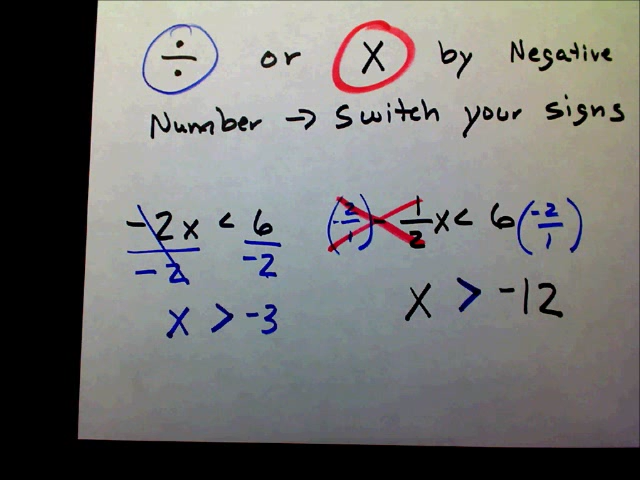 ÷ or X by Negative
Number → Switch your signs
-2x < 6
-2 -2
x > -3
(-2/1) - 1/2 x < 6 (-2/1)
x > -12